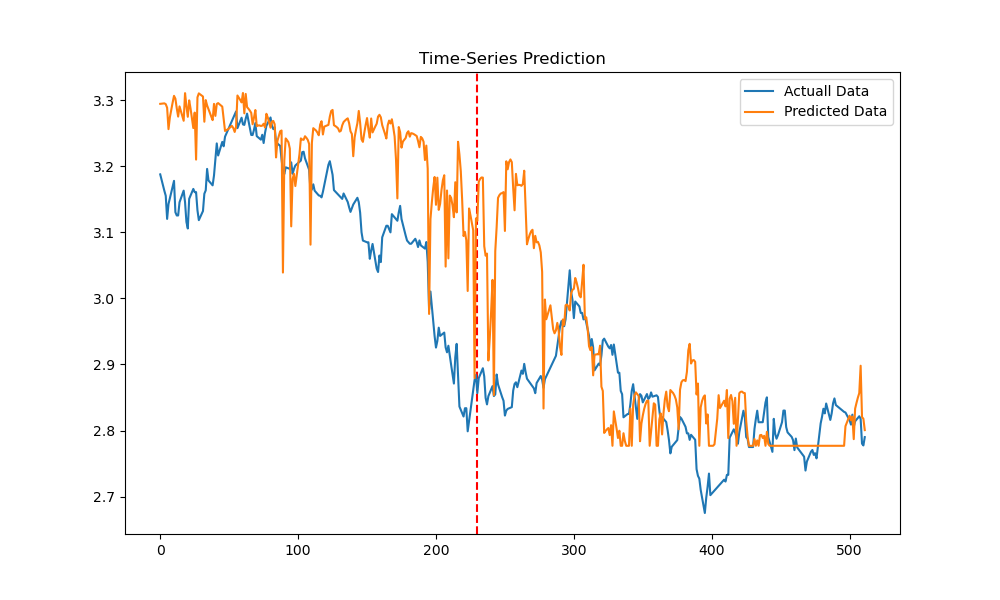 Time-Series Prediction
Actuall Data
Predicted Data
3.3
3.2
3.1
3.0
2.9
2.8
2.7
0 100 200 300 400 500